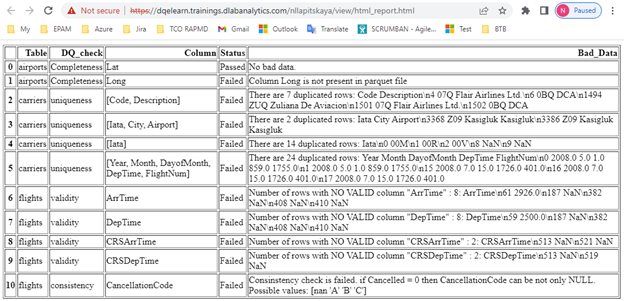 Not secure https://dqelearn.trainings.dlabanalytics.com/nllapitskaya/view/html_report.html N Paused
My EPAM Azure Jira TCO RAPMD Gmail Outlook Translate SCRUMBAN - Agile... Test BTB
Table DQ_check Column Status Bad_Data
0 airports Completeness Lat Passed No bad data.
1 airports Completeness Long Failed Column Long is not present in parquet file
2 carriers uniqueness [Code, Description] Failed There are 7 duplicated rows: Code Description\n4 07Q Flair Airlines Ltd.\n6 0BQ DCA\n1494
ZUQ Zuliana De Aviacion\n1501 07Q Flair Airlines Ltd.\n1502 0BQ DCA
3 carriers uniqueness [Iata, City, Airport] Failed There are 2 duplicated rows: Iata City Airport\n3368 Z09 Kasigluk Kasigluk\n3386 Z09 Kasigluk
Kasigluk
4 carriers uniqueness [Iata] Failed There are 14 duplicated rows: Iata\n0 00M\n1 00R\n2 00V\n8 NaN\n9 NaN
5 carriers uniqueness [Year, Month, DayofMonth,
DepTime, FlightNum] Failed There are 24 duplicated rows: Year Month DayofMonth DepTime FlightNum\n0 2008.0 5.0 1.0
859.0 1755.0\n1 2008.0 5.0 1.0 859.0 1755.0\n15 2008.0 7.0 15.0 1726.0 401.0\n16 2008.0 7.0
15.0 1726.0 401.0\n17 2008.0 7.0 15.0 1726.0 401.0
6 flights validity ArrTime Failed Number of rows with NO VALID column "ArrTime" : 8: ArrTime\n61 2926.0\n187 NaN\n382
NaN\n408 NaN\n410 NaN
7 flights validity DepTime Failed Number of rows with NO VALID column "DepTime" : 8: DepTime\n59 2500.0\n187 NaN\n382
NaN\n408 NaN\n410 NaN
8 flights validity CRSArrTime Failed Number of rows with NO VALID column "CRSArrTime" : 2: CRSArrTime\n513 NaN\n521 NaN
9 flights validity CRSDepTime Failed Number of rows with NO VALID column "CRSDepTime" : 2: CRSDepTime\n513 NaN\n519
NaN
10 flights consistency CancellationCode Failed Consinstency check is failed. if Cancelled = 0 then CancellationCode can be only NULL.
Possible values: [nan 'A' 'B' 'C']